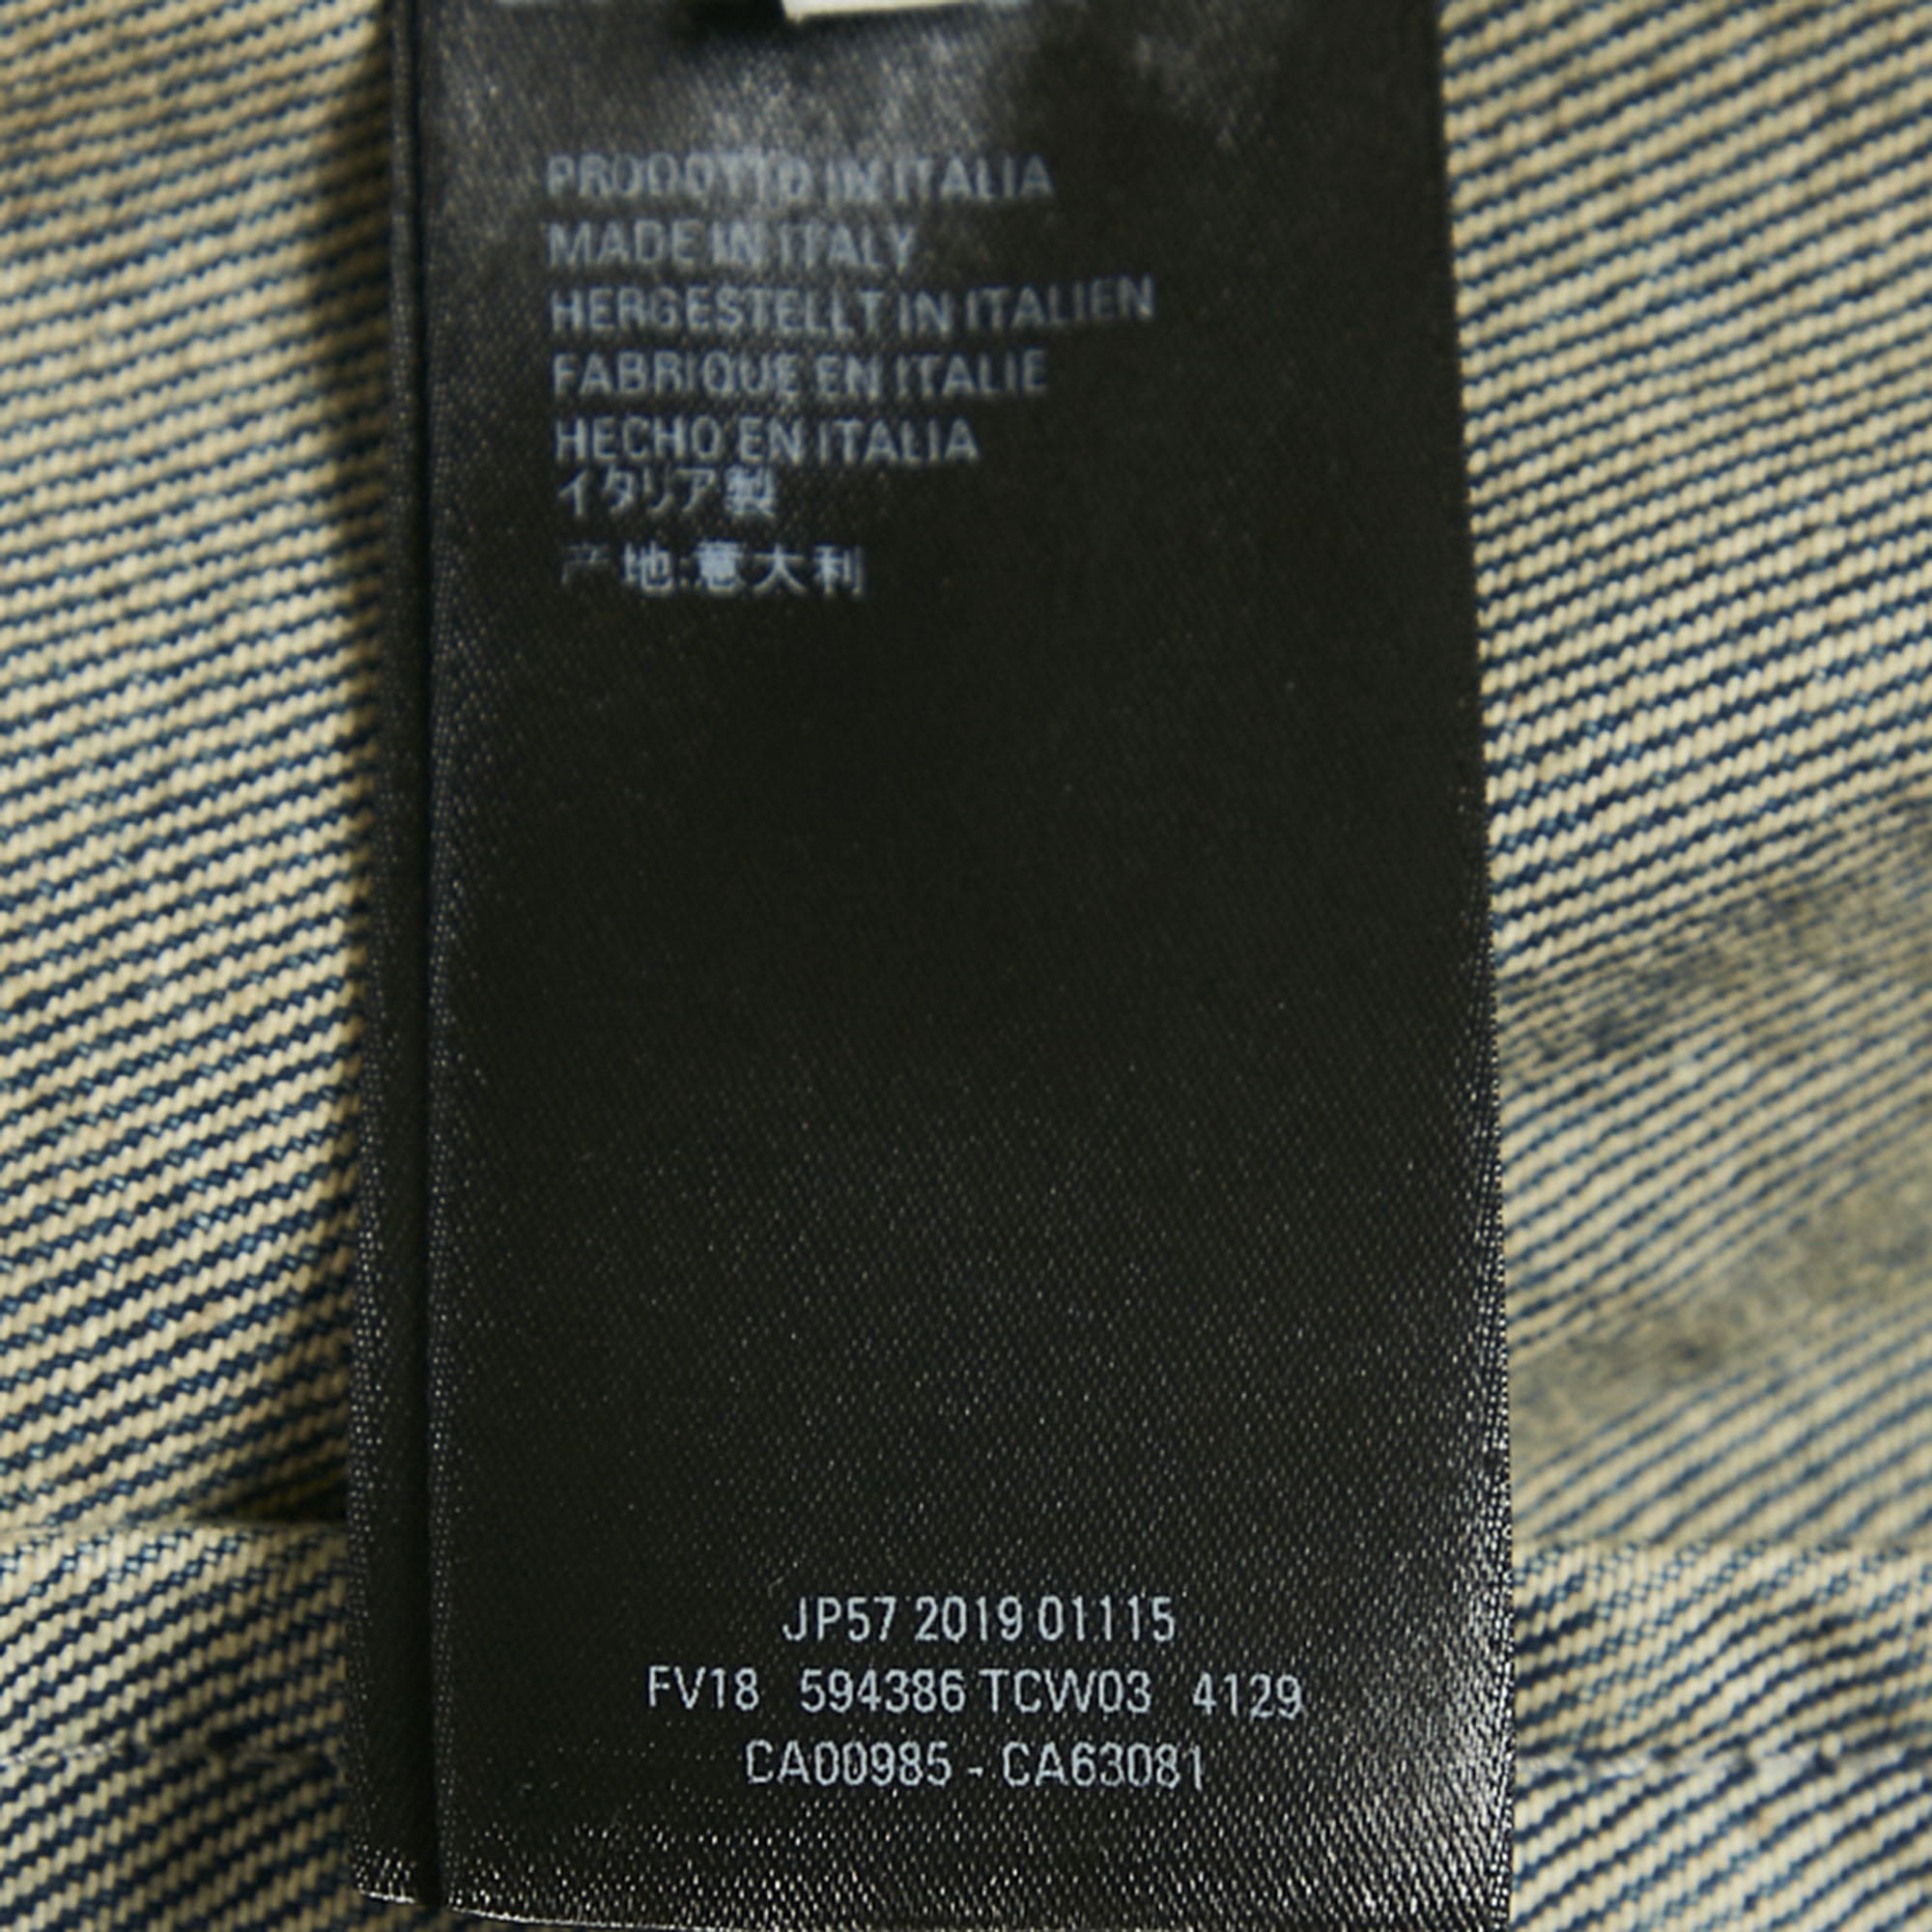 PRODOTTO IN ITALIA
MADE IN ITALY
HERGESTELLT IN ITALIEN
FABRIQUE EN ITALIE
HECHO EN ITALIA
イタリア製
产地:意大利
JP57 2019 01115
FV18 594386 TCW03 4129
CA00985 - CA63081